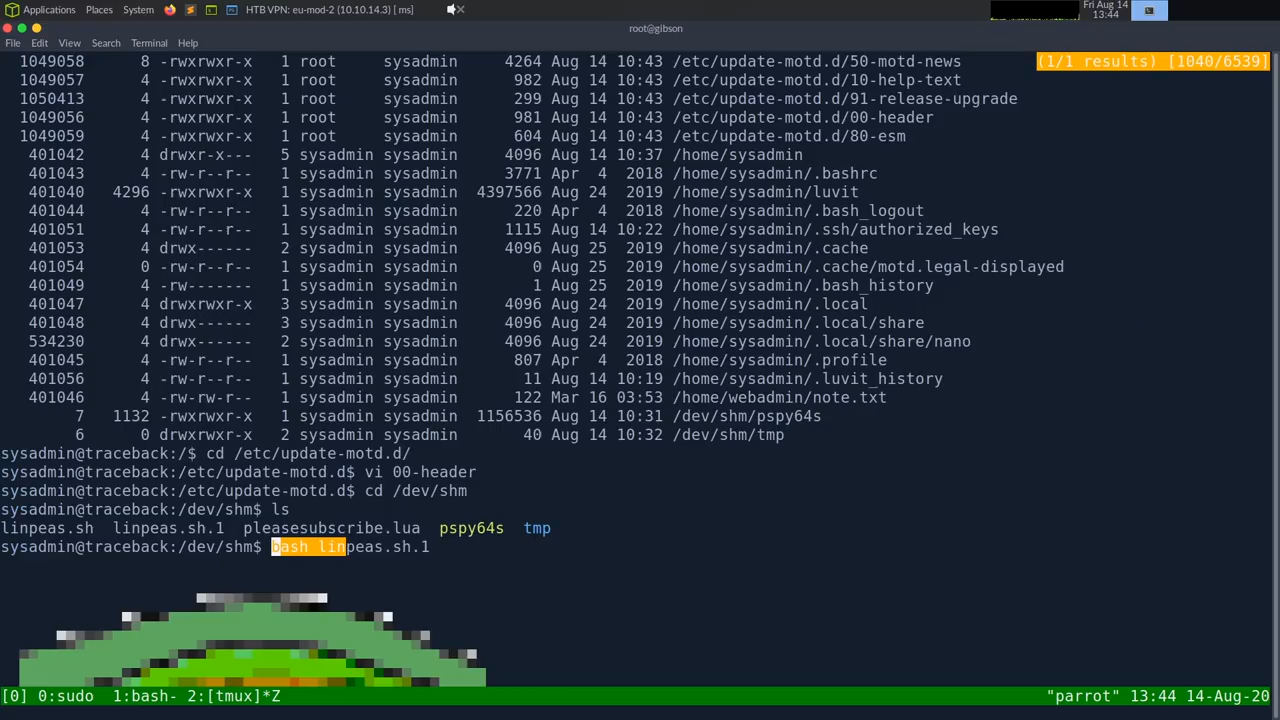 Applications Places System HTB VPN: eu-mod-2 (10.10.14.3) [ ms] Fri Aug 14
13:44
root@gibson
File Edit View Search Terminal Help
1049058 8 -rwxrwxr-x 1 root sysadmin 4264 Aug 14 10:43 /etc/update-motd.d/50-motd-news (1/1 results) [1040/6539]
1049057 4 -rwxrwxr-x 1 root sysadmin 982 Aug 14 10:43 /etc/update-motd.d/10-help-text
1050413 4 -rwxrwxr-x 1 root sysadmin 299 Aug 14 10:43 /etc/update-motd.d/91-release-upgrade
1049056 4 -rwxrwxr-x 1 root sysadmin 981 Aug 14 10:43 /etc/update-motd.d/00-header
1049059 4 -rwxrwxr-x 1 root sysadmin 604 Aug 14 10:43 /etc/update-motd.d/80-esm
401042 4 drwxr-x--- 5 sysadmin sysadmin 4096 Aug 14 10:37 /home/sysadmin
401043 4 -rw-r--r-- 1 sysadmin sysadmin 3771 Apr 4 2018 /home/sysadmin/.bashrc
401040 4296 -rwxrwxr-x 1 sysadmin sysadmin 4397566 Aug 24 2019 /home/sysadmin/luvit
401044 4 -rw-r--r-- 1 sysadmin sysadmin 220 Apr 4 2018 /home/sysadmin/.bash_logout
401051 4 -rw-r--r-- 1 sysadmin sysadmin 1115 Aug 14 10:22 /home/sysadmin/.ssh/authorized_keys
401053 4 drwx------ 2 sysadmin sysadmin 4096 Aug 25 2019 /home/sysadmin/.cache
401054 0 -rw-r--r-- 1 sysadmin sysadmin 0 Aug 25 2019 /home/sysadmin/.cache/motd.legal-displayed
401049 4 -rw------- 1 sysadmin sysadmin 1 Aug 25 2019 /home/sysadmin/.bash_history
401047 4 drwxrwxr-x 3 sysadmin sysadmin 4096 Aug 24 2019 /home/sysadmin/.local
401048 4 drwx------ 3 sysadmin sysadmin 4096 Aug 24 2019 /home/sysadmin/.local/share
534230 4 drwx------ 2 sysadmin sysadmin 4096 Aug 24 2019 /home/sysadmin/.local/share/nano
401045 4 -rw-r--r-- 1 sysadmin sysadmin 807 Apr 4 2018 /home/sysadmin/.profile
401056 4 -rw-r--r-- 1 sysadmin sysadmin 11 Aug 14 10:19 /home/sysadmin/.luvit_history
401046 4 -rw-rw-r-- 1 sysadmin sysadmin 122 Mar 16 03:53 /home/webadmin/note.txt
7 1132 -rwxrwxr-x 1 sysadmin sysadmin 1156536 Aug 14 10:31 /dev/shm/pspy64s
6 0 drwxrwxr-x 2 sysadmin sysadmin 40 Aug 14 10:32 /dev/shm/tmp
sysadmin@traceback:/$ cd /etc/update-motd.d/
sysadmin@traceback:/etc/update-motd.d$ vi 00-header
sysadmin@traceback:/etc/update-motd.d$ cd /dev/shm
sysadmin@traceback:/dev/shm$ ls
linpeas.sh linpeas.sh.1 pleasesubscribe.lua pspy64s tmp
sysadmin@traceback:/dev/shm$ bash linpeas.sh.1
[0] 0:sudo 1:bash- 2:[tmux]*Z "parrot" 13:44 14-Aug-20